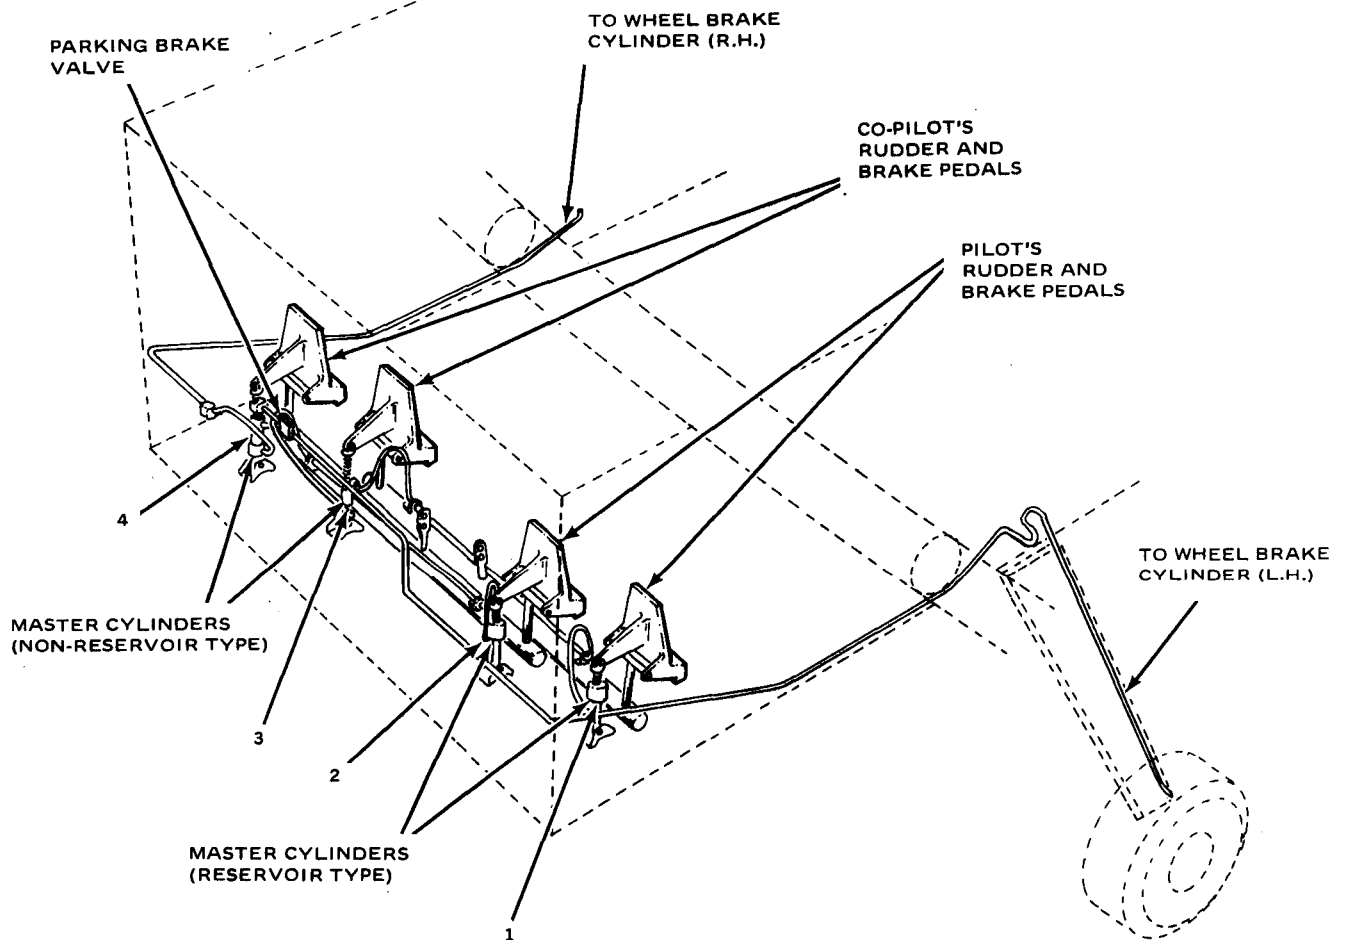 TO WHEEL BRAKE
CYLINDER (R.H.)
PARKING BRAKE
VALVE
CO-PILOT'S
RUDDER AND
BRAKE PEDALS
PILOT'S
RUDDER AND
BRAKE PEDALS
4
TO WHEEL BRAKE
CYLINDER (L.H.)
MASTER CYLINDERS
(NON-RESERVOIR TYPE)
3
2
MASTER CYLINDERS
(RESERVOIR TYPE)
1